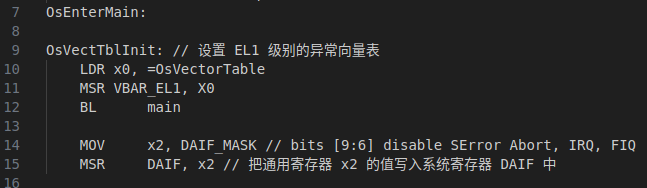 7 OsEnterMain:
8
9 OsVectTblInit: // 设置 EL1 级别的异常向量表
10 LDR x0, =OsVectorTable
11 MSR VBAR_EL1, X0
12 BL main
13
14 MOV x2, DAIF_MASK // bits [9:6] disable SError Abort, IRQ, FIQ
15 MSR DAIF, x2 // 把通用寄存器 x2 的值写入系统寄存器 DAIF 中
16